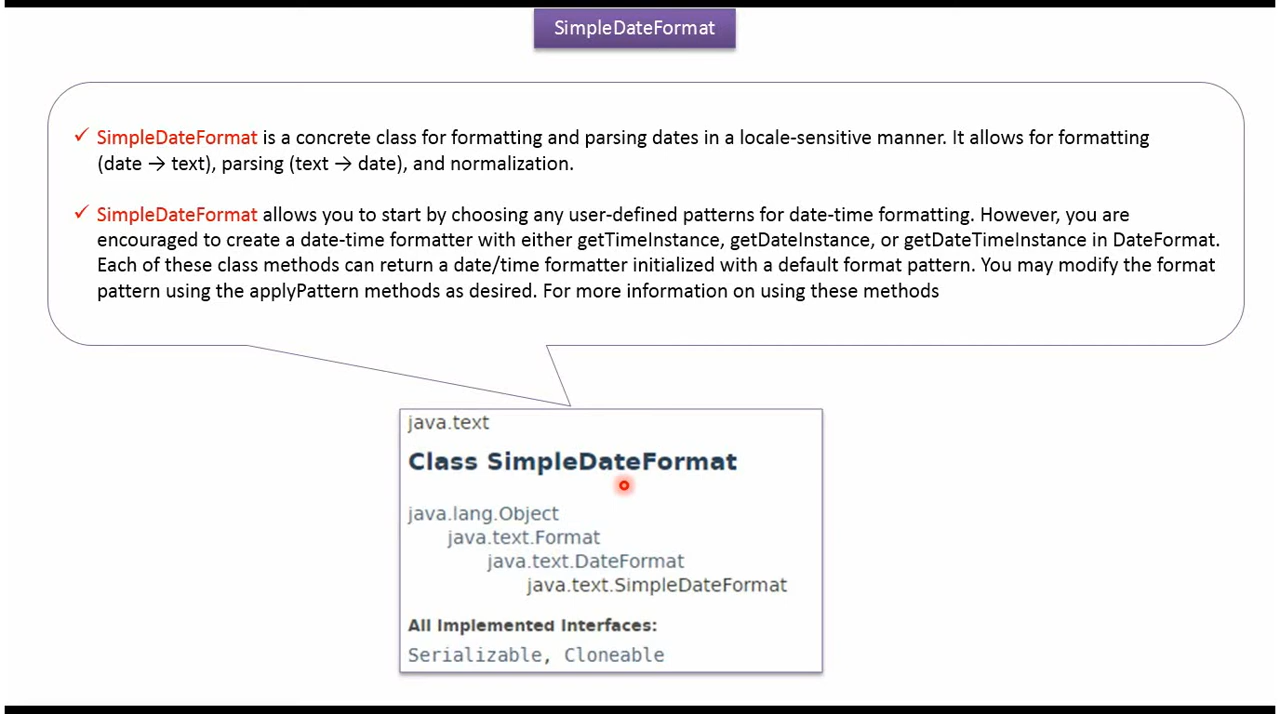 SimpleDateFormat
✓ SimpleDateFormat is a concrete class for formatting and parsing dates in a locale-sensitive manner. It allows for formatting
(date → text), parsing (text → date), and normalization.
✓ SimpleDateFormat allows you to start by choosing any user-defined patterns for date-time formatting. However, you are
encouraged to create a date-time formatter with either getTimeInstance, getDateInstance, or getDateTimeInstance in DateFormat.
Each of these class methods can return a date/time formatter initialized with a default format pattern. You may modify the format
pattern using the applyPattern methods as desired. For more information on using these methods
java.text
Class SimpleDateFormat
java.lang.Object
java.text.Format
java.text.DateFormat
java.text.SimpleDateFormat
All Implemented Interfaces:
Serializable, Cloneable